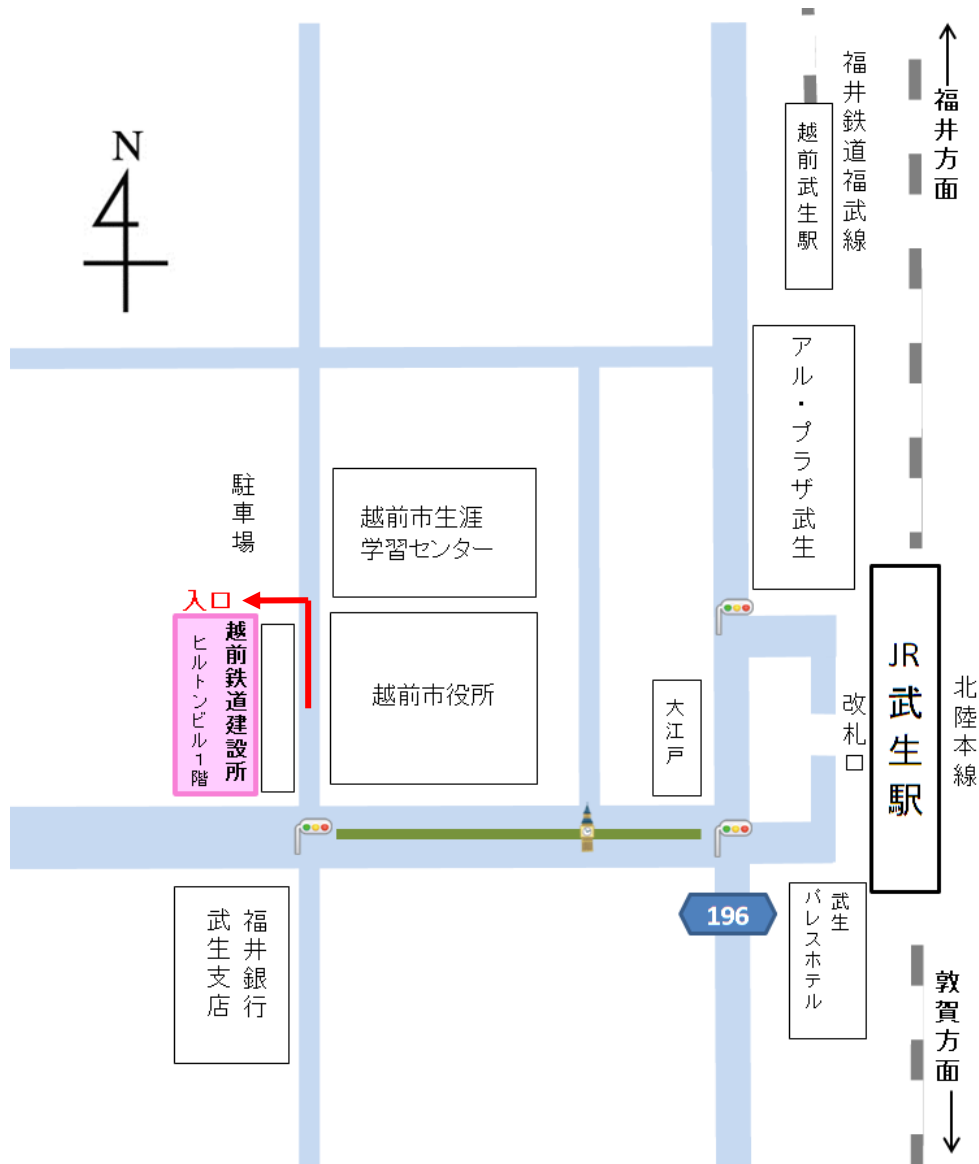 N
福井鉄道福武線
越前武生駅
福井方面
アル・プラザ武生
駐車場
越前市生涯
学習センター
入口
越前鉄道建設所
ヒルトンビル1階
越前市役所
大江戸
改札口
JR武生駅
北陸本線
196
福井銀行
武生支店
武生
パレスホテル
敦賀方面